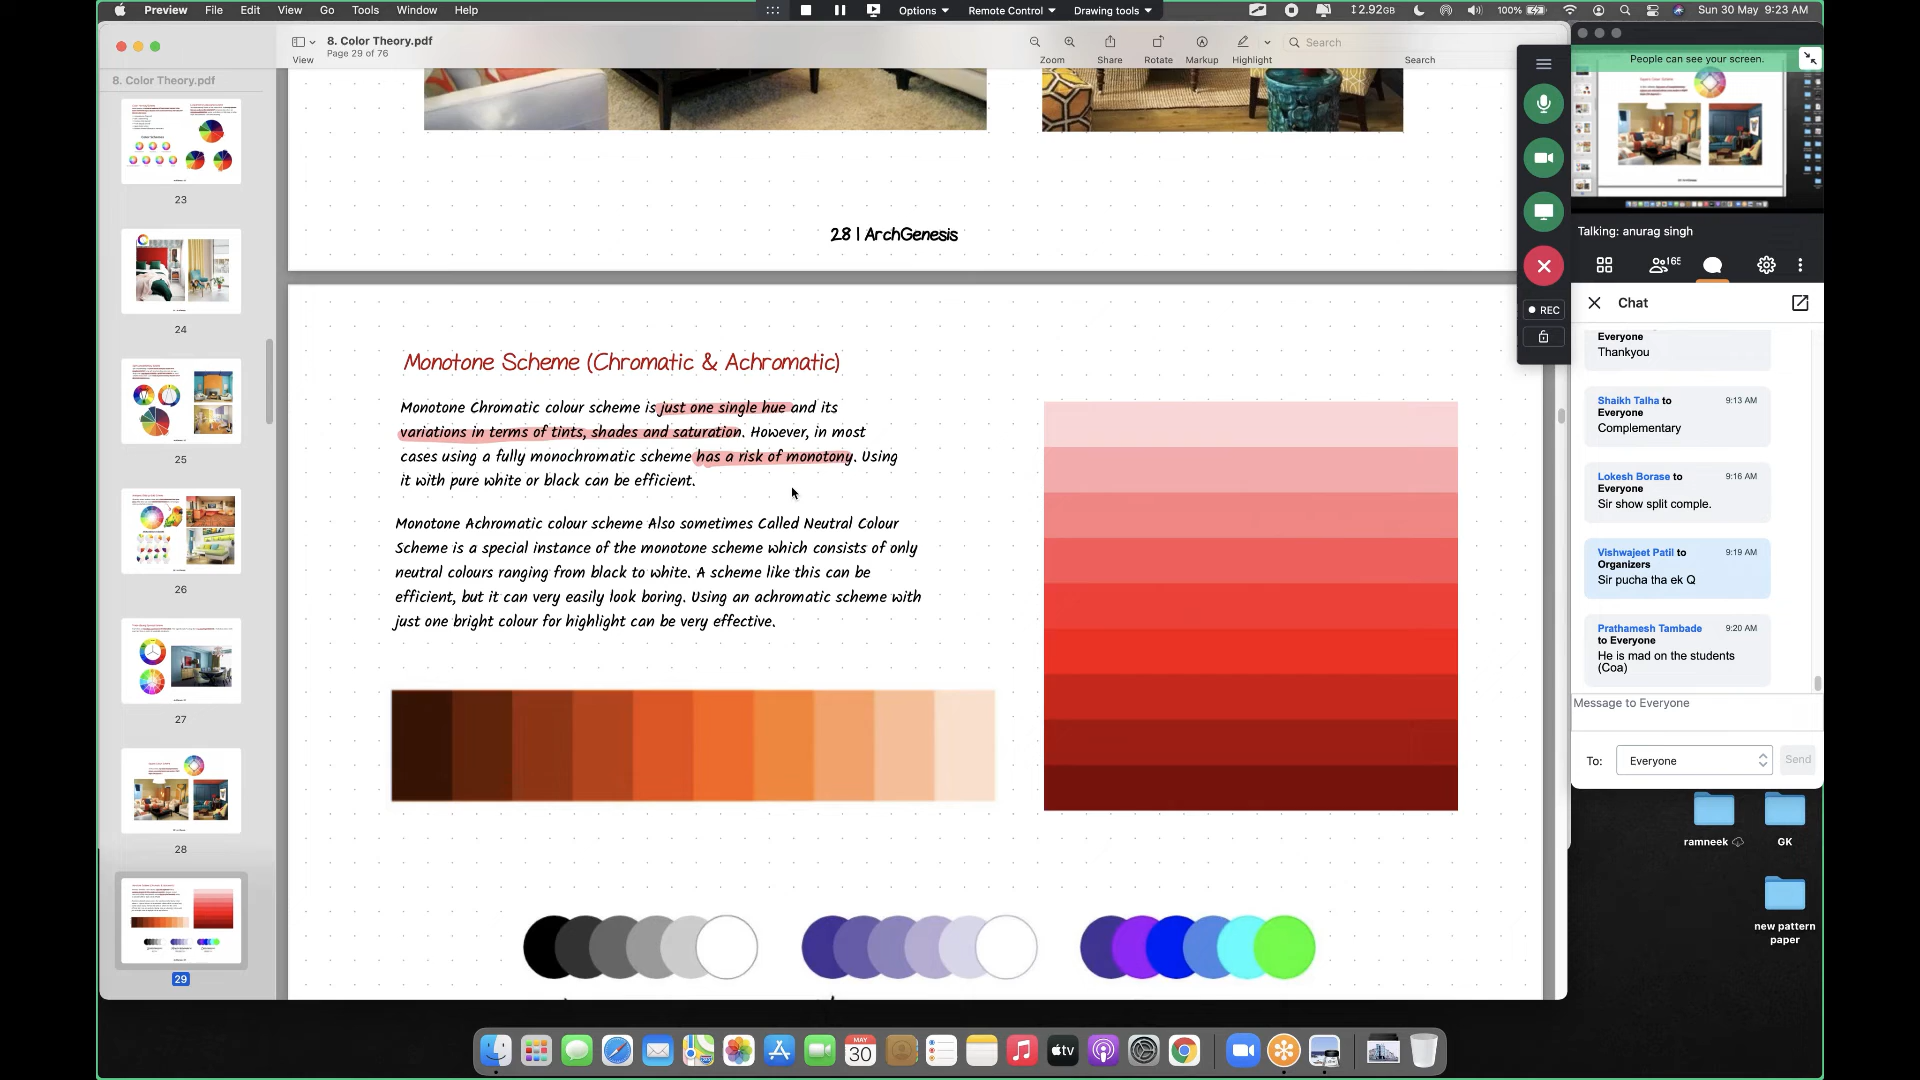 Preview File Edit View Go Tools Window Help
Options Remote Control Drawing tools
2.92GB 100% Sun 30 May 9:23 AM
8. Color Theory.pdf
Page 29 of 76
View
Zoom Share Rotate Markup Highlight Search
Search
8. Color Theory.pdf
23
24
25
26
27
28
29
28 | ArchGenesis
Monotone Scheme (Chromatic & Achromatic)
Monotone Chromatic colour scheme is just one single hue and its
variations in terms of tints, shades and saturation. However, in most
cases using a fully monochromatic scheme has a risk of monotony. Using
it with pure white or black can be efficient.
Monotone Achromatic colour scheme Also sometimes Called Neutral Colour
Scheme is a special instance of the monotone scheme which consists of only
neutral colours ranging from black to white. A scheme like this can be
efficient, but it can very easily look boring. Using an achromatic scheme with
just one bright colour for highlight can be very effective.
REC
People can see your screen.
Talking: anurag singh
165
Chat
Everyone
Thankyou
Shaikh Talha to 9:13 AM
Everyone
Complementary
Lokesh Borase to 9:16 AM
Everyone
Sir show split comple.
Vishwajeet Patil to 9:19 AM
Organizers
Sir pucha tha ek Q
Prathamesh Tambade 9:20 AM
to Everyone
He is mad on the students
(Coa)
Message to Everyone
To: Everyone Send
ramneek GK
new pattern
paper
MAY
30
tv